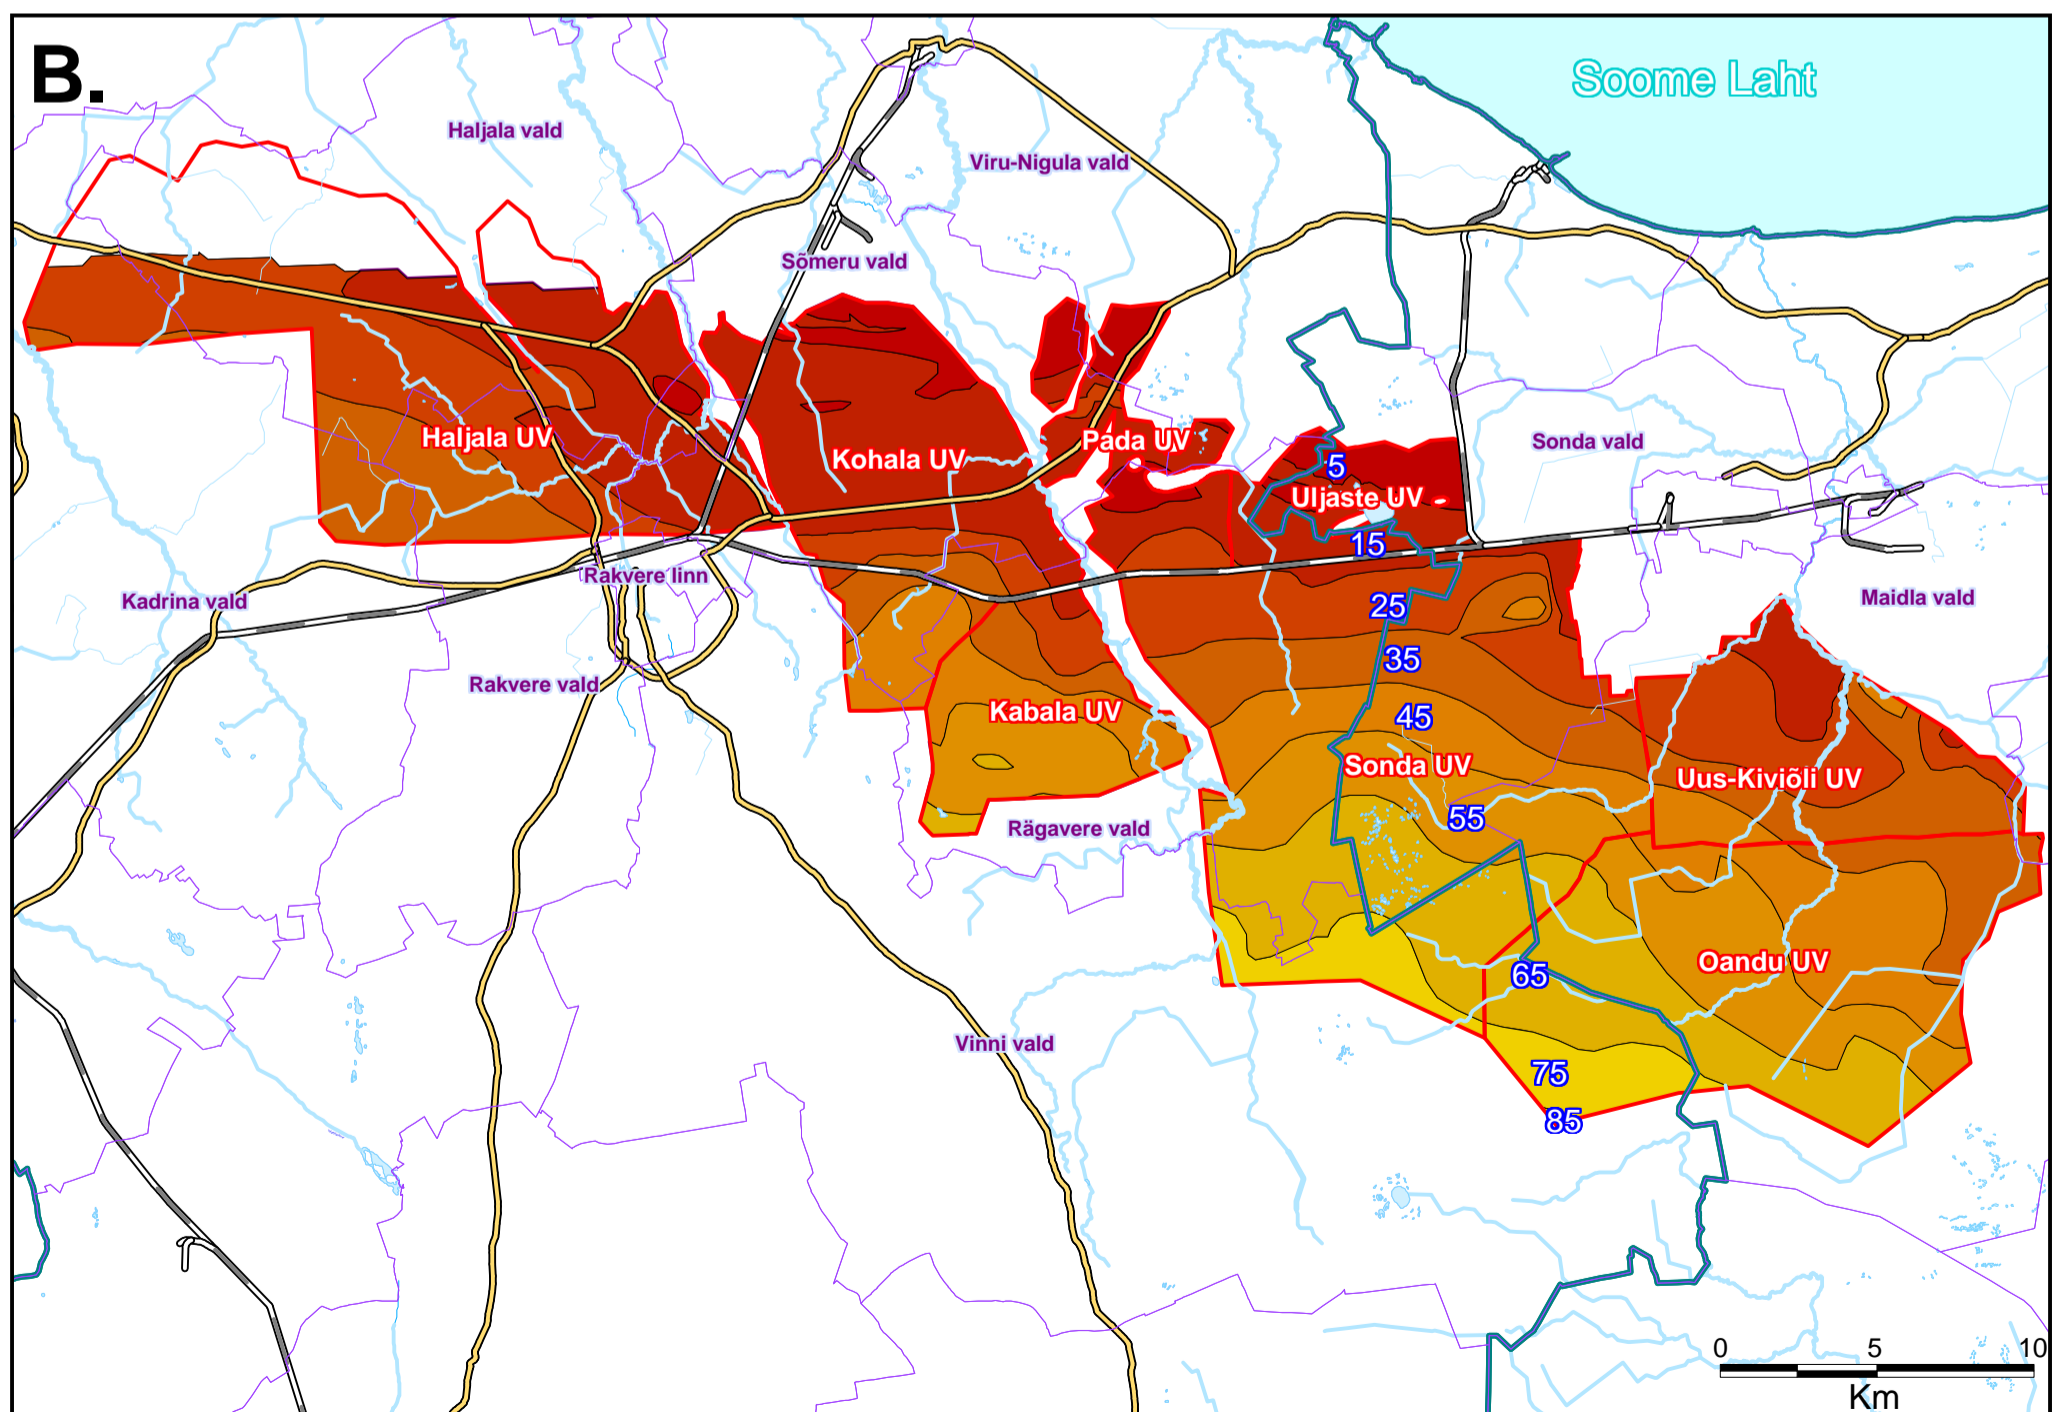 B.
Soome Laht
Haljala vald
Viru-Nigula vald
Sõmeru vald
Haljala UV
Kohala UV
Pada UV
Sonda vald
5
Uljaste UV
15
Rakvere linn
Kadrina vald
25
Maidla vald
35
Rakvere vald
Kabala UV
45
Sonda UV
Uus-Kiviõli UV
55
Rägavere vald
Oandu UV
65
Vinni vald
75
85
0 5 10
Km